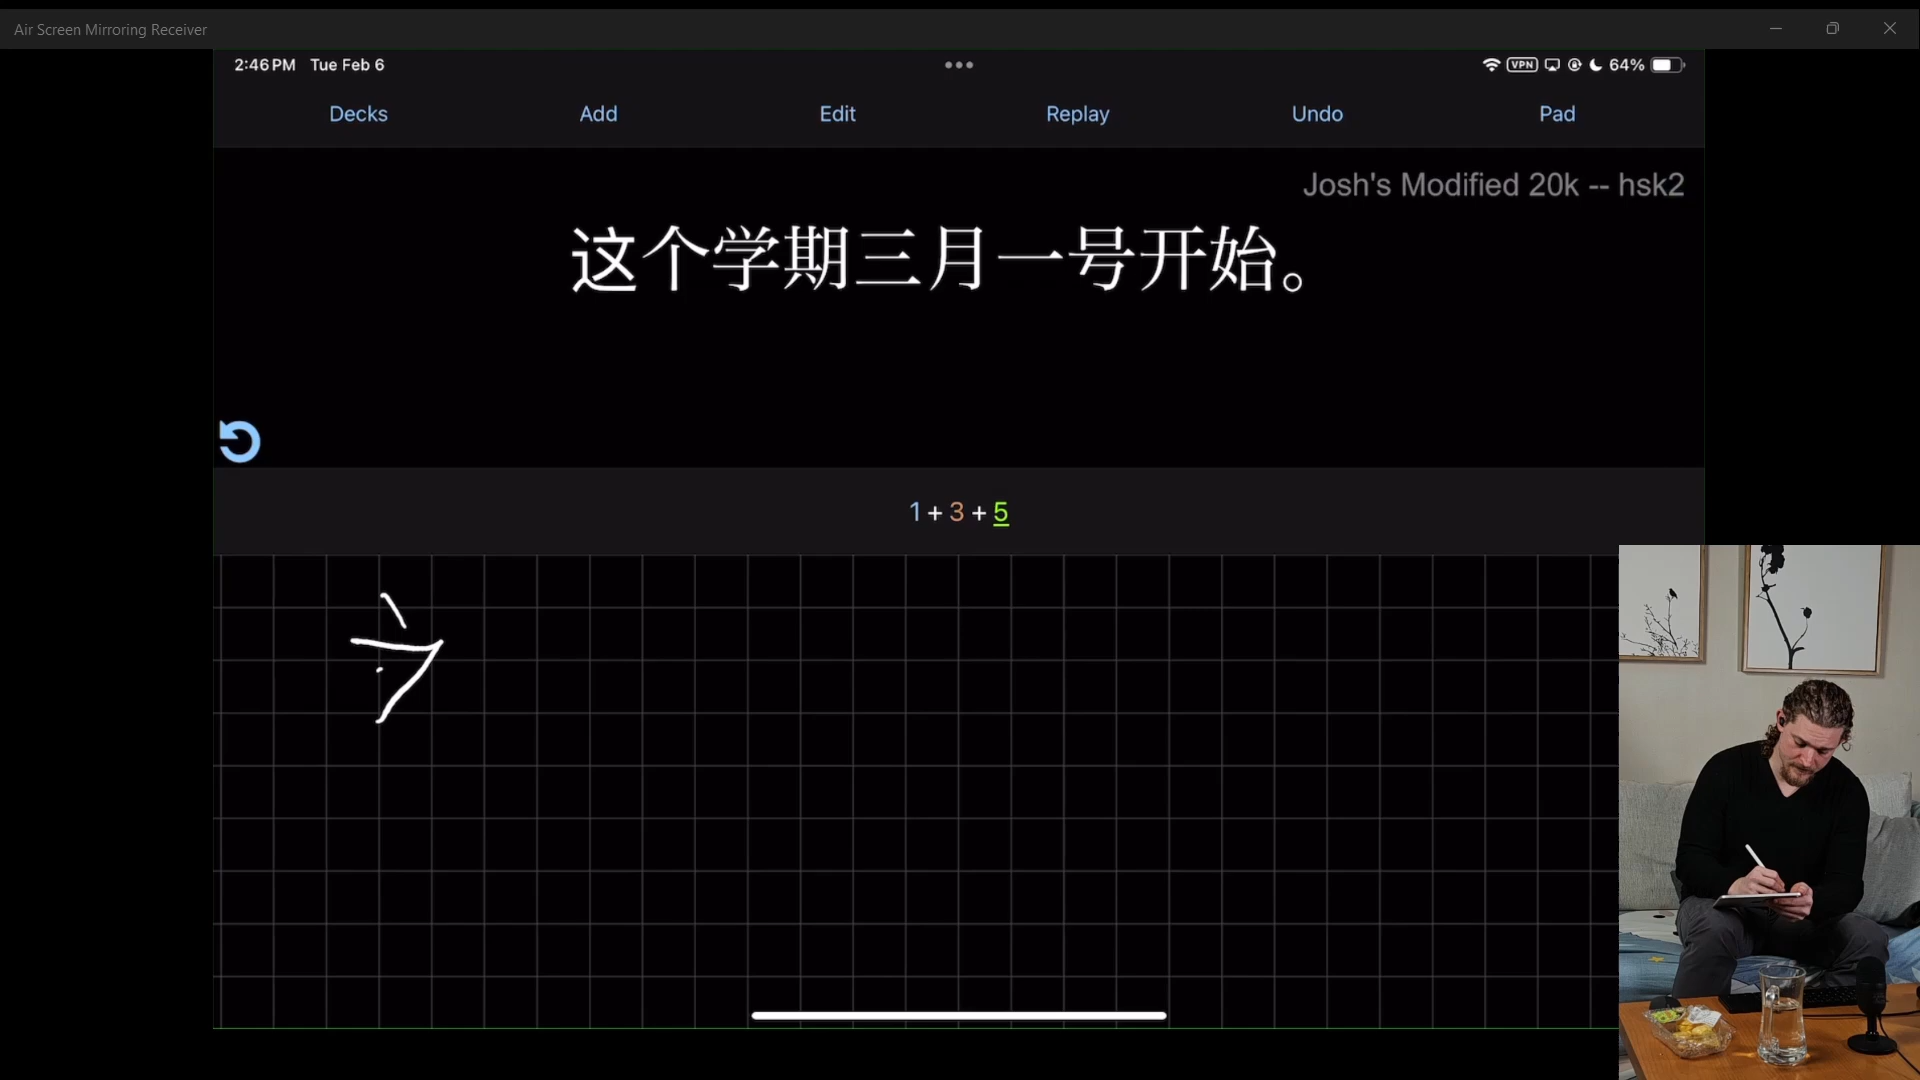 Air Screen Mirroring Receiver
2:46 PM Tue Feb 6
VPN 64%
Decks Add Edit Replay Undo Pad
Josh's Modified 20k -- hsk2
这个学期三月一号开始。
1 + 3 + 5